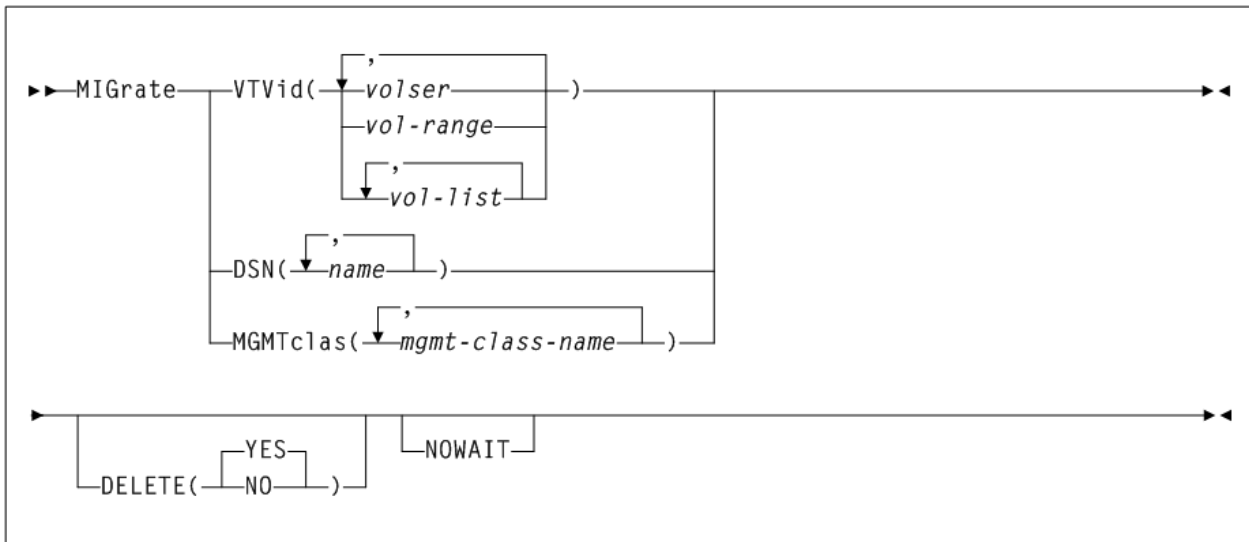 ,
MIGrate VTVid( volser )
vol-range
,
vol-list
,
DSN( name )
,
MGMTclas( mgmt-class-name )
YES NOWAIT
DELETE( NO )